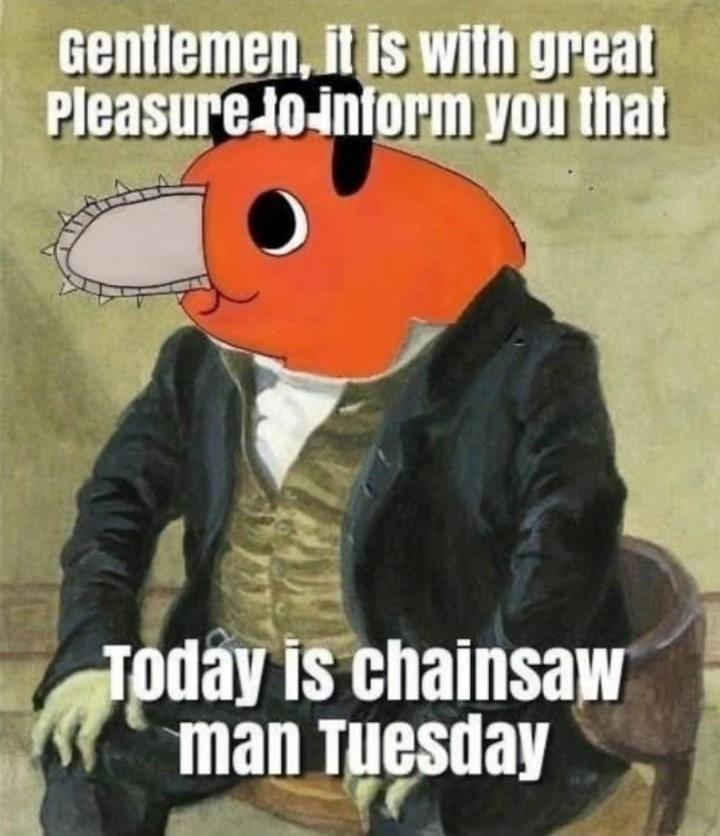 Gentlemen, it is with great
Pleasure to inform you that
Today is chainsaw
man Tuesday